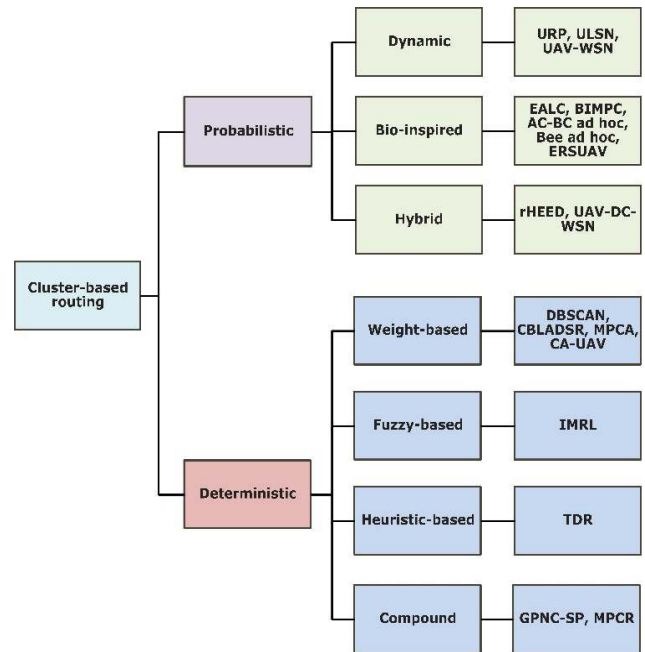 Dynamic
URP, ULSN,
UAV-WSN
Probabilistic
Bio-inspired
EALC, BIMPC,
AC-BC ad hoc,
Bee ad hoc,
ERSUAV
Hybrid
rHEED, UAV-DC-
WSN
Cluster-based
routing
Weight-based
DBSCAN,
CBLADSR, MPCA,
CA-UAV
Fuzzy-based
IMRL
Deterministic
Heuristic-based
TDR
Compound
GPNC-SP, MPCR